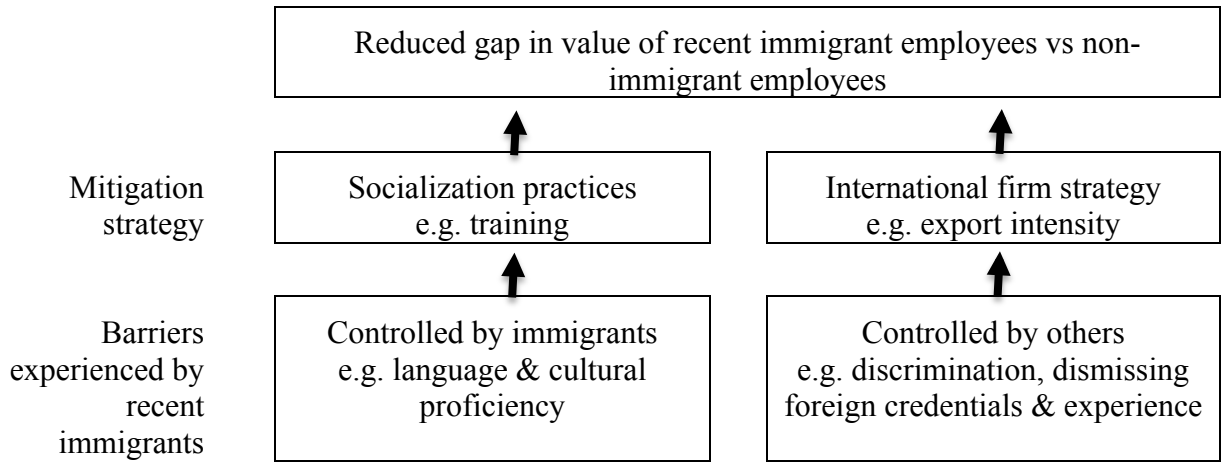 Reduced gap in value of recent immigrant employees vs non-
immigrant employees
Mitigation
strategy
Socialization practices
e.g. training
International firm strategy
e.g. export intensity
Barriers
experienced by
recent
immigrants
Controlled by immigrants
e.g. language & cultural
proficiency
Controlled by others
e.g. discrimination, dismissing
foreign credentials & experience